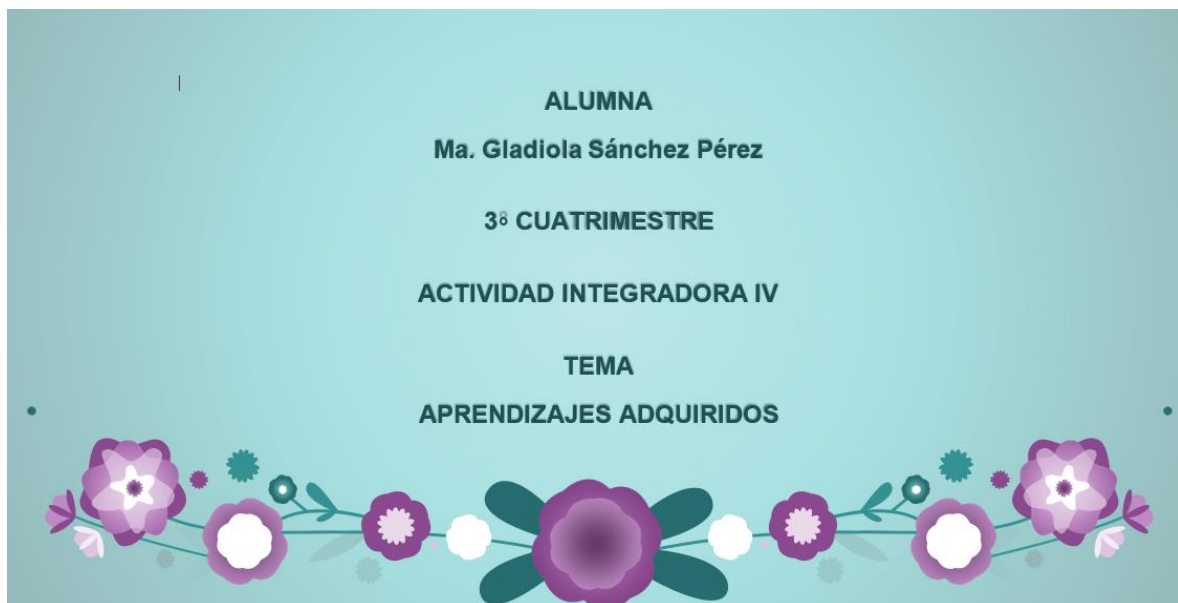 ALUMNA
Ma. Gladiola Sánchez Pérez
3º CUATRIMESTRE
ACTIVIDAD INTEGRADORA IV
TEMA
APRENDIZAJES ADQUIRIDOS